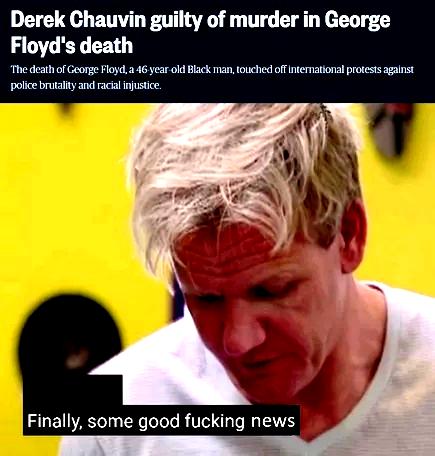 Derek Chauvin guilty of murder in George
Floyd's death
The death of George Floyd, a 46-year-old Black man, touched off international protests against
police brutality and racial injustice.
Finally, some good fucking news